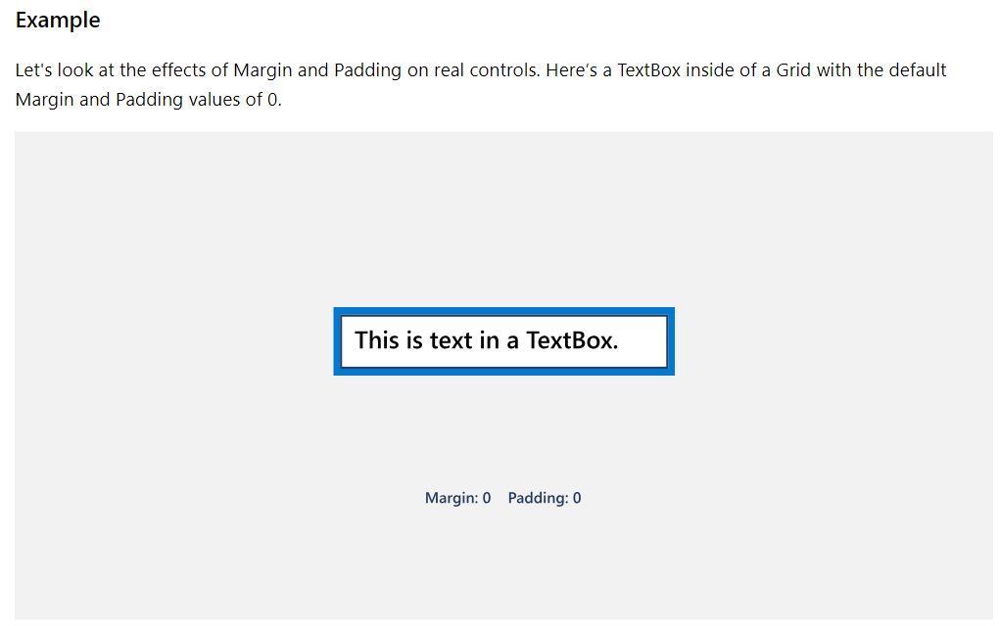 Example
Let's look at the effects of Margin and Padding on real controls. Here’s a TextBox inside of a Grid with the default
Margin and Padding values of 0.
This is text in a TextBox.
Margin: 0 Padding: 0